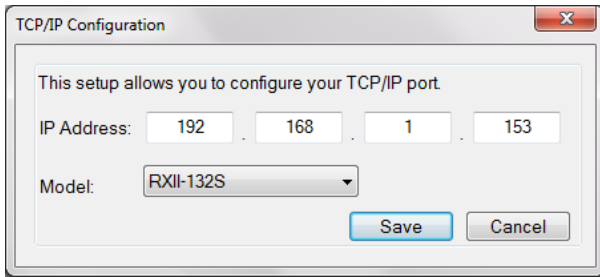 TCP/IP Configuration
This setup allows you to configure your TCP/IP port.
IP Address: 192 . 168 . 1 . 153
Model: RXII-132S
Save Cancel